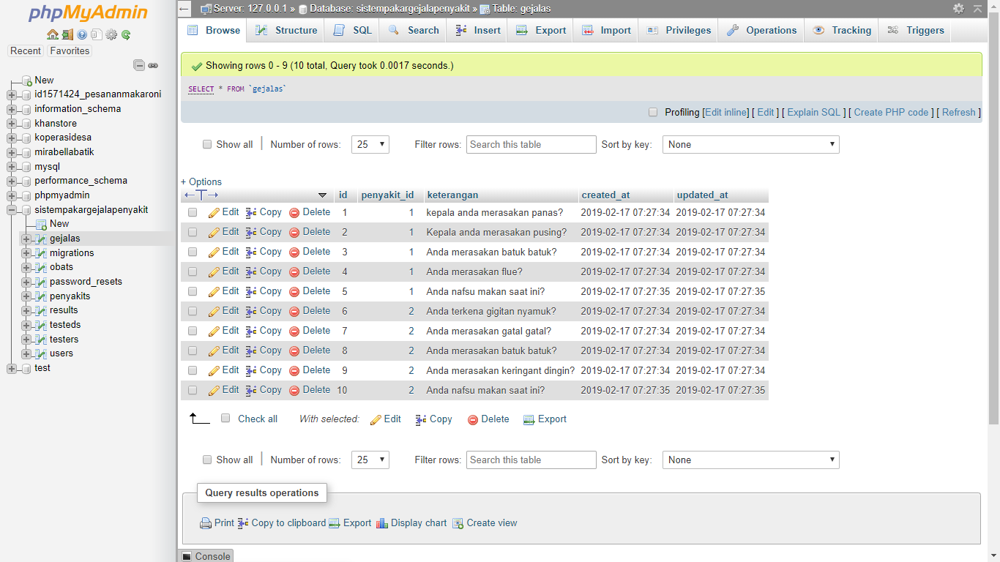 phpMyAdmin
Recent Favorites
New
id1571424_pesananmakaroni
information_schema
khanstore
koperasidesa
mirabellabatik
mysql
performance_schema
phpmyadmin
sistempakargejalapenyakit
New
gejalas
migrations
obats
password_resets
penyakits
results
testeds
testers
users
test
Server: 127.0.0.1 » Database: sistempakargejalapenyakit » Table: gejalas
Browse Structure SQL Search Insert Export Import Privileges Operations Tracking Triggers
Showing rows 0 - 9 (10 total, Query took 0.0017 seconds.)
SELECT * FROM `gejalas`
Profiling [Edit inline] [ Edit ] [ Explain SQL ] [ Create PHP code ] [ Refresh ]
Show all Number of rows: 25 Filter rows: Search this table Sort by key: None
+ Options
id penyakit_id keterangan created_at updated_at
Edit Copy Delete 1 1 kepala anda merasakan panas? 2019-02-17 07:27:34 2019-02-17 07:27:34
Edit Copy Delete 2 1 Kepala anda merasakan pusing? 2019-02-17 07:27:34 2019-02-17 07:27:34
Edit Copy Delete 3 1 Anda merasakan batuk batuk? 2019-02-17 07:27:34 2019-02-17 07:27:34
Edit Copy Delete 4 1 Anda merasakan flue? 2019-02-17 07:27:34 2019-02-17 07:27:34
Edit Copy Delete 5 1 Anda nafsu makan saat ini? 2019-02-17 07:27:35 2019-02-17 07:27:35
Edit Copy Delete 6 2 Anda terkena gigitan nyamuk? 2019-02-17 07:27:34 2019-02-17 07:27:34
Edit Copy Delete 7 2 Anda merasakan gatal gatal? 2019-02-17 07:27:34 2019-02-17 07:27:34
Edit Copy Delete 8 2 Anda merasakan batuk batuk? 2019-02-17 07:27:34 2019-02-17 07:27:34
Edit Copy Delete 9 2 Anda merasakan keringant dingin? 2019-02-17 07:27:34 2019-02-17 07:27:34
Edit Copy Delete 10 2 Anda nafsu makan saat ini? 2019-02-17 07:27:35 2019-02-17 07:27:35
Check all With selected: Edit Copy Delete Export
Show all Number of rows: 25 Filter rows: Search this table Sort by key: None
Query results operations
Print Copy to clipboard Export Display chart Create view
Console